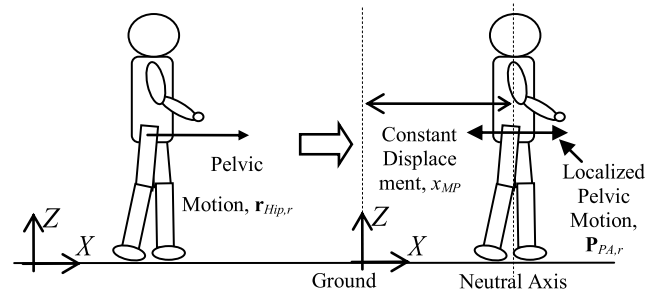 Pelvic
Motion, r_Hip,r
Z
X
Constant
Displace
ment, x_MP
Localized
Pelvic
Motion,
P_PA,r
Z
X
Ground
Neutral Axis